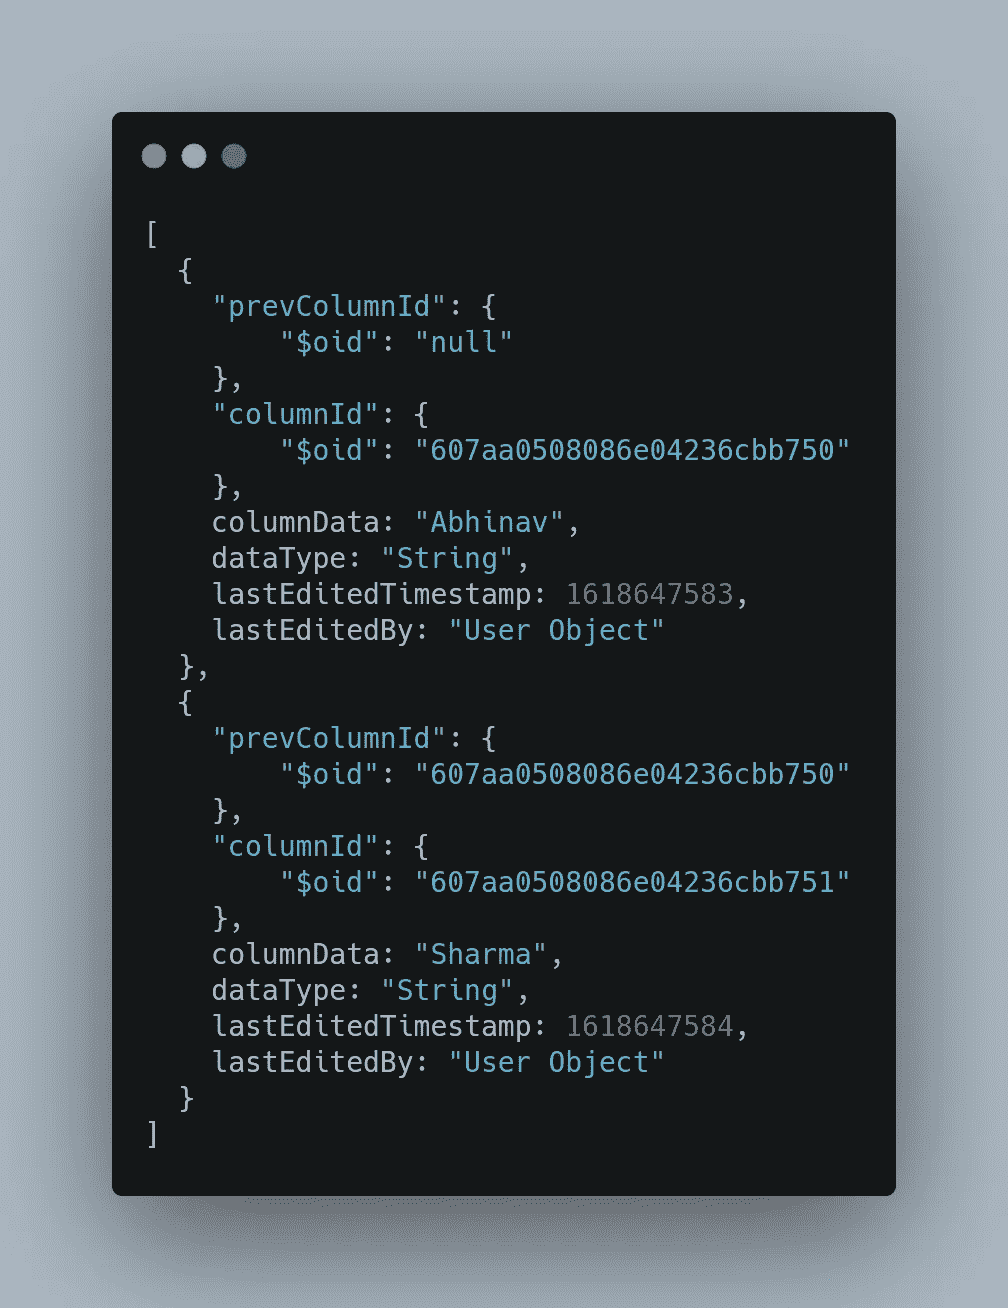 [
  {
    "prevColumnId": {
        "$oid": "null"
    },
    "columnId": {
        "$oid": "607aa0508086e04236cbb750"
    },
    columnData: "Abhinav",
    dataType: "String",
    lastEditedTimestamp: 1618647583,
    lastEditedBy: "User Object"
  },
  {
    "prevColumnId": {
        "$oid": "607aa0508086e04236cbb750"
    },
    "columnId": {
        "$oid": "607aa0508086e04236cbb751"
    },
    columnData: "Sharma",
    dataType: "String",
    lastEditedTimestamp: 1618647584,
    lastEditedBy: "User Object"
  }
]